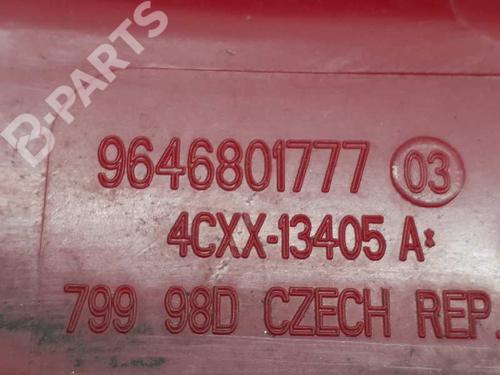 B-PARTS
9646801777 03
4CXX-13405 A*
799 98D CZECH REP.